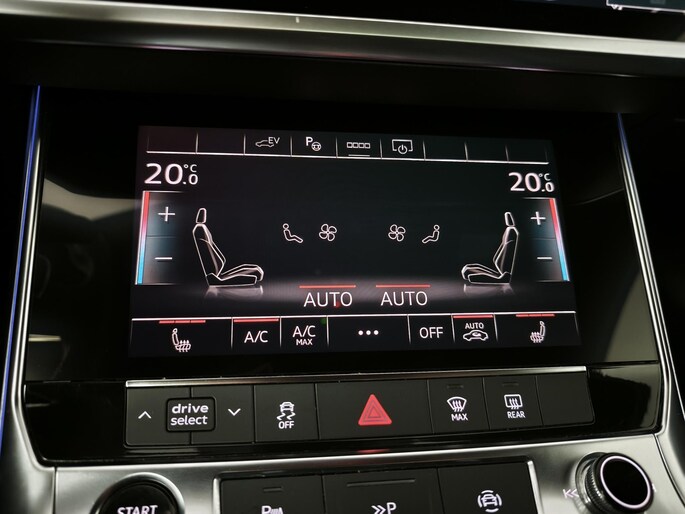 EV P
20.0 °C 20.0 °C
+ +
- -
AUTO AUTO
A/C A/C MAX ••• OFF AUTO
drive select OFF MAX REAR
START P >>P